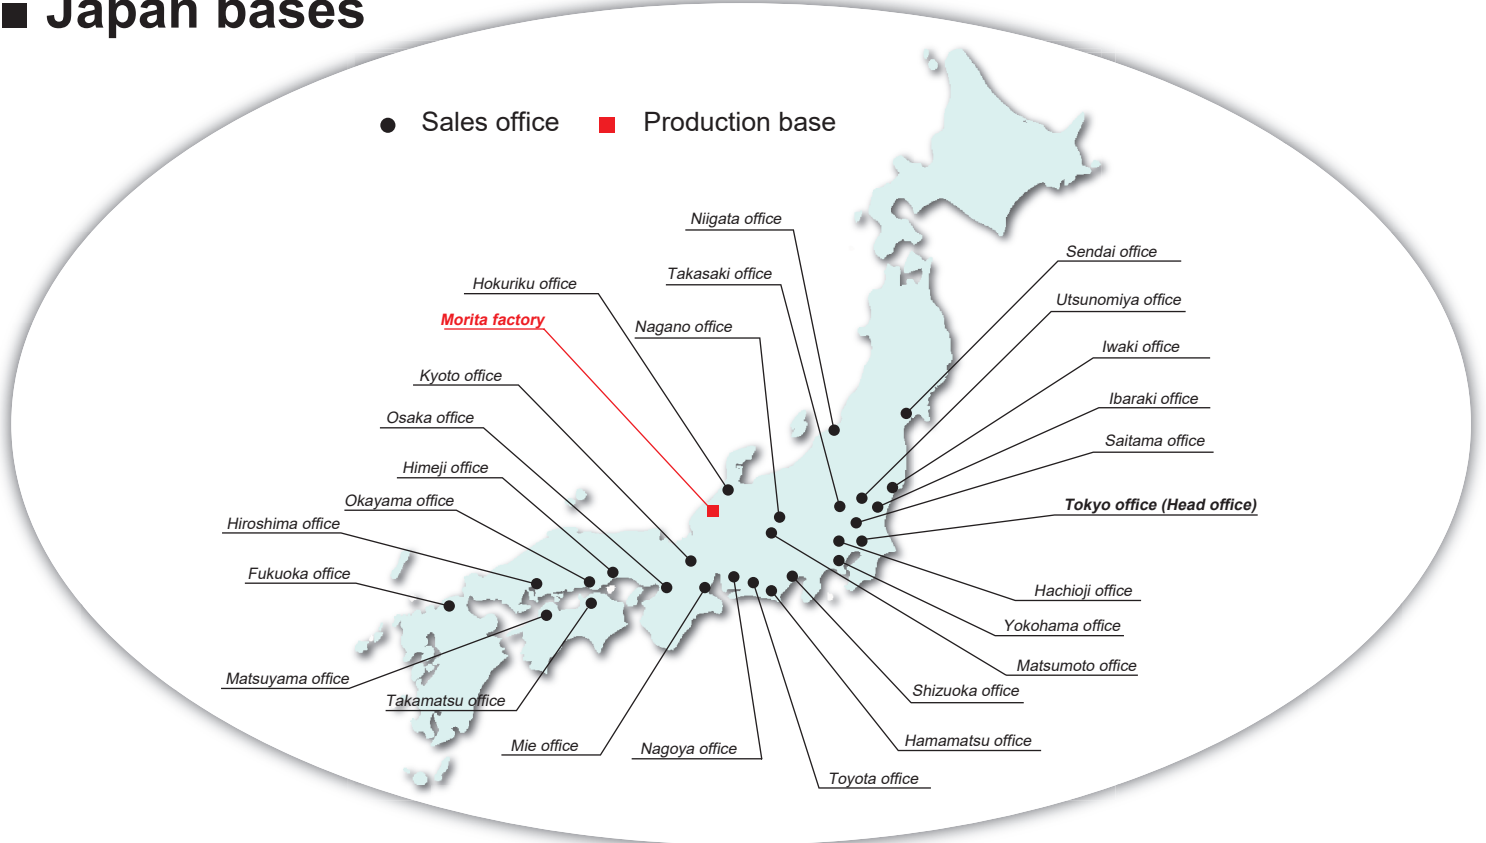 ■ Japan bases
● Sales office ■ Production base
Niigata office
Sendai office
Takasaki office
Hokuriku office
Utsunomiya office
Morita factory
Nagano office
Iwaki office
Kyoto office
Ibaraki office
Osaka office
Saitama office
Himeji office
Okayama office
Tokyo office (Head office)
Hiroshima office
Fukuoka office
Hachioji office
Yokohama office
Matsumoto office
Matsuyama office
Shizuoka office
Takamatsu office
Hamamatsu office
Mie office
Nagoya office
Toyota office